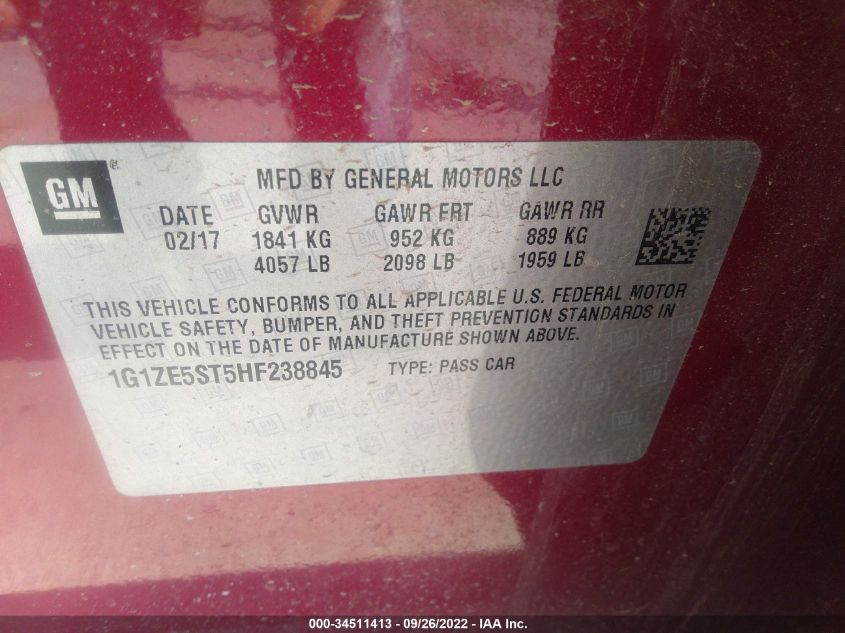 GM
MFD BY GENERAL MOTORS LLC
DATE GVWR GAWR FRT GAWR RR
02/17 1841 KG 952 KG 889 KG
4057 LB 2098 LB 1959 LB
THIS VEHICLE CONFORMS TO ALL APPLICABLE U.S. FEDERAL MOTOR
VEHICLE SAFETY, BUMPER, AND THEFT PREVENTION STANDARDS IN
EFFECT ON THE DATE OF MANUFACTURE SHOWN ABOVE.
1G1ZE5ST5HF238845 TYPE: PASS CAR
000-34511413 - 09/26/2022 - IAA Inc.